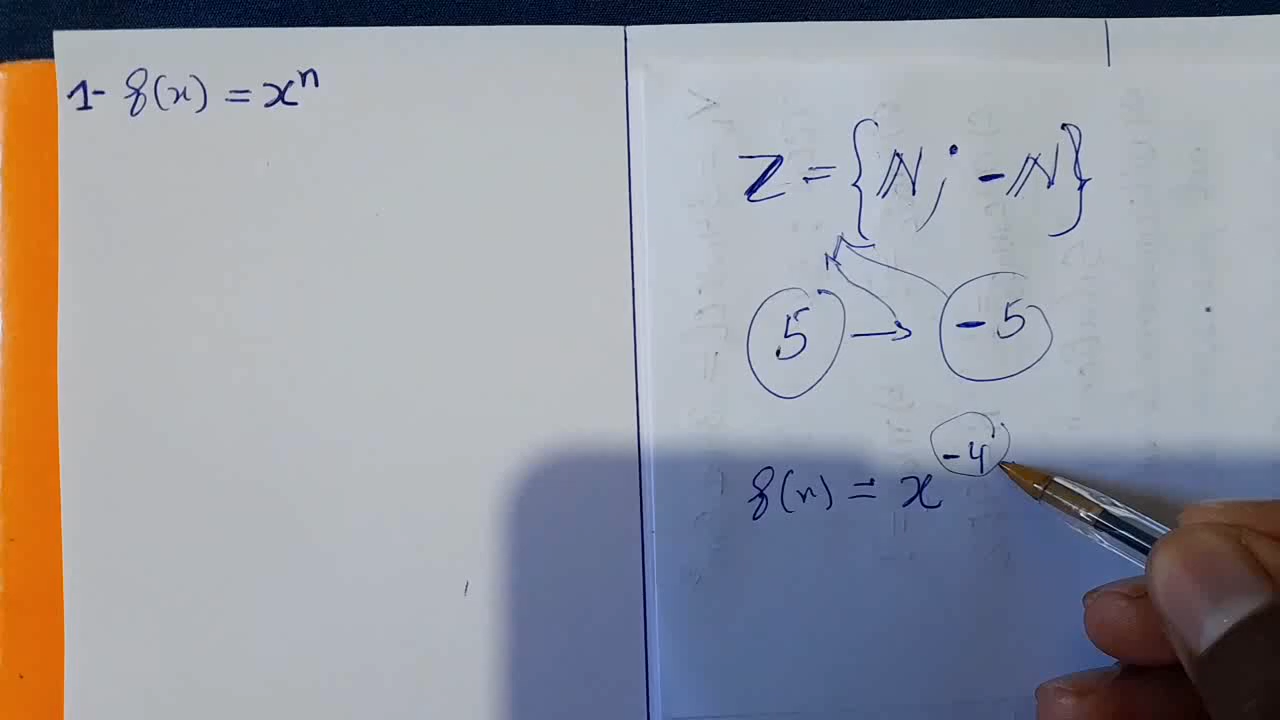 1- f(x) = xⁿ
Z = {ℕ; -ℕ}
5 → -5
f(x) = x⁻⁴